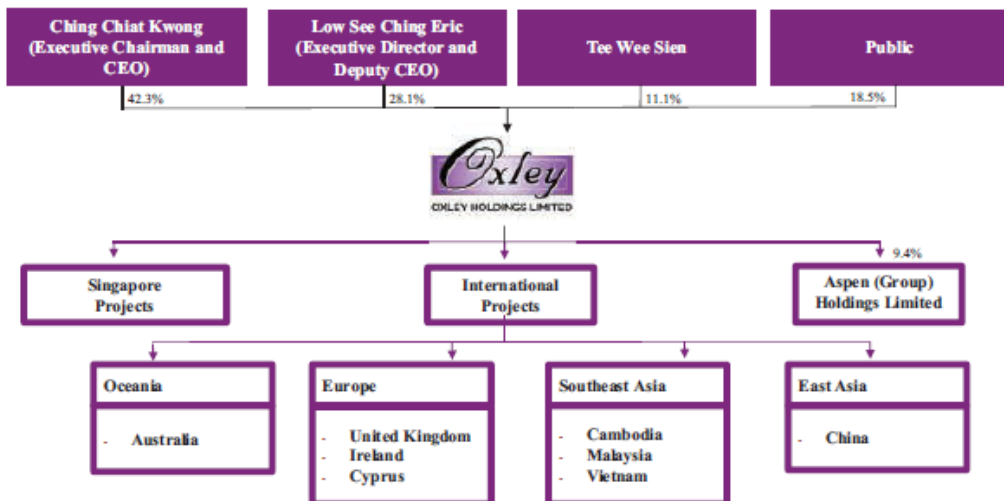 Ching Chiat Kwong
(Executive Chairman and
CEO)
Low See Ching Eric
(Executive Director and
Deputy CEO)
Tee Wee Sien
Public
42.3%
28.1%
11.1%
18.5%
Oxley
OXLEY HOLDINGS LIMITED
9.4%
Singapore
Projects
International
Projects
Aspen (Group)
Holdings Limited
Oceania
- Australia
Europe
- United Kingdom
- Ireland
- Cyprus
Southeast Asia
- Cambodia
- Malaysia
- Vietnam
East Asia
- China